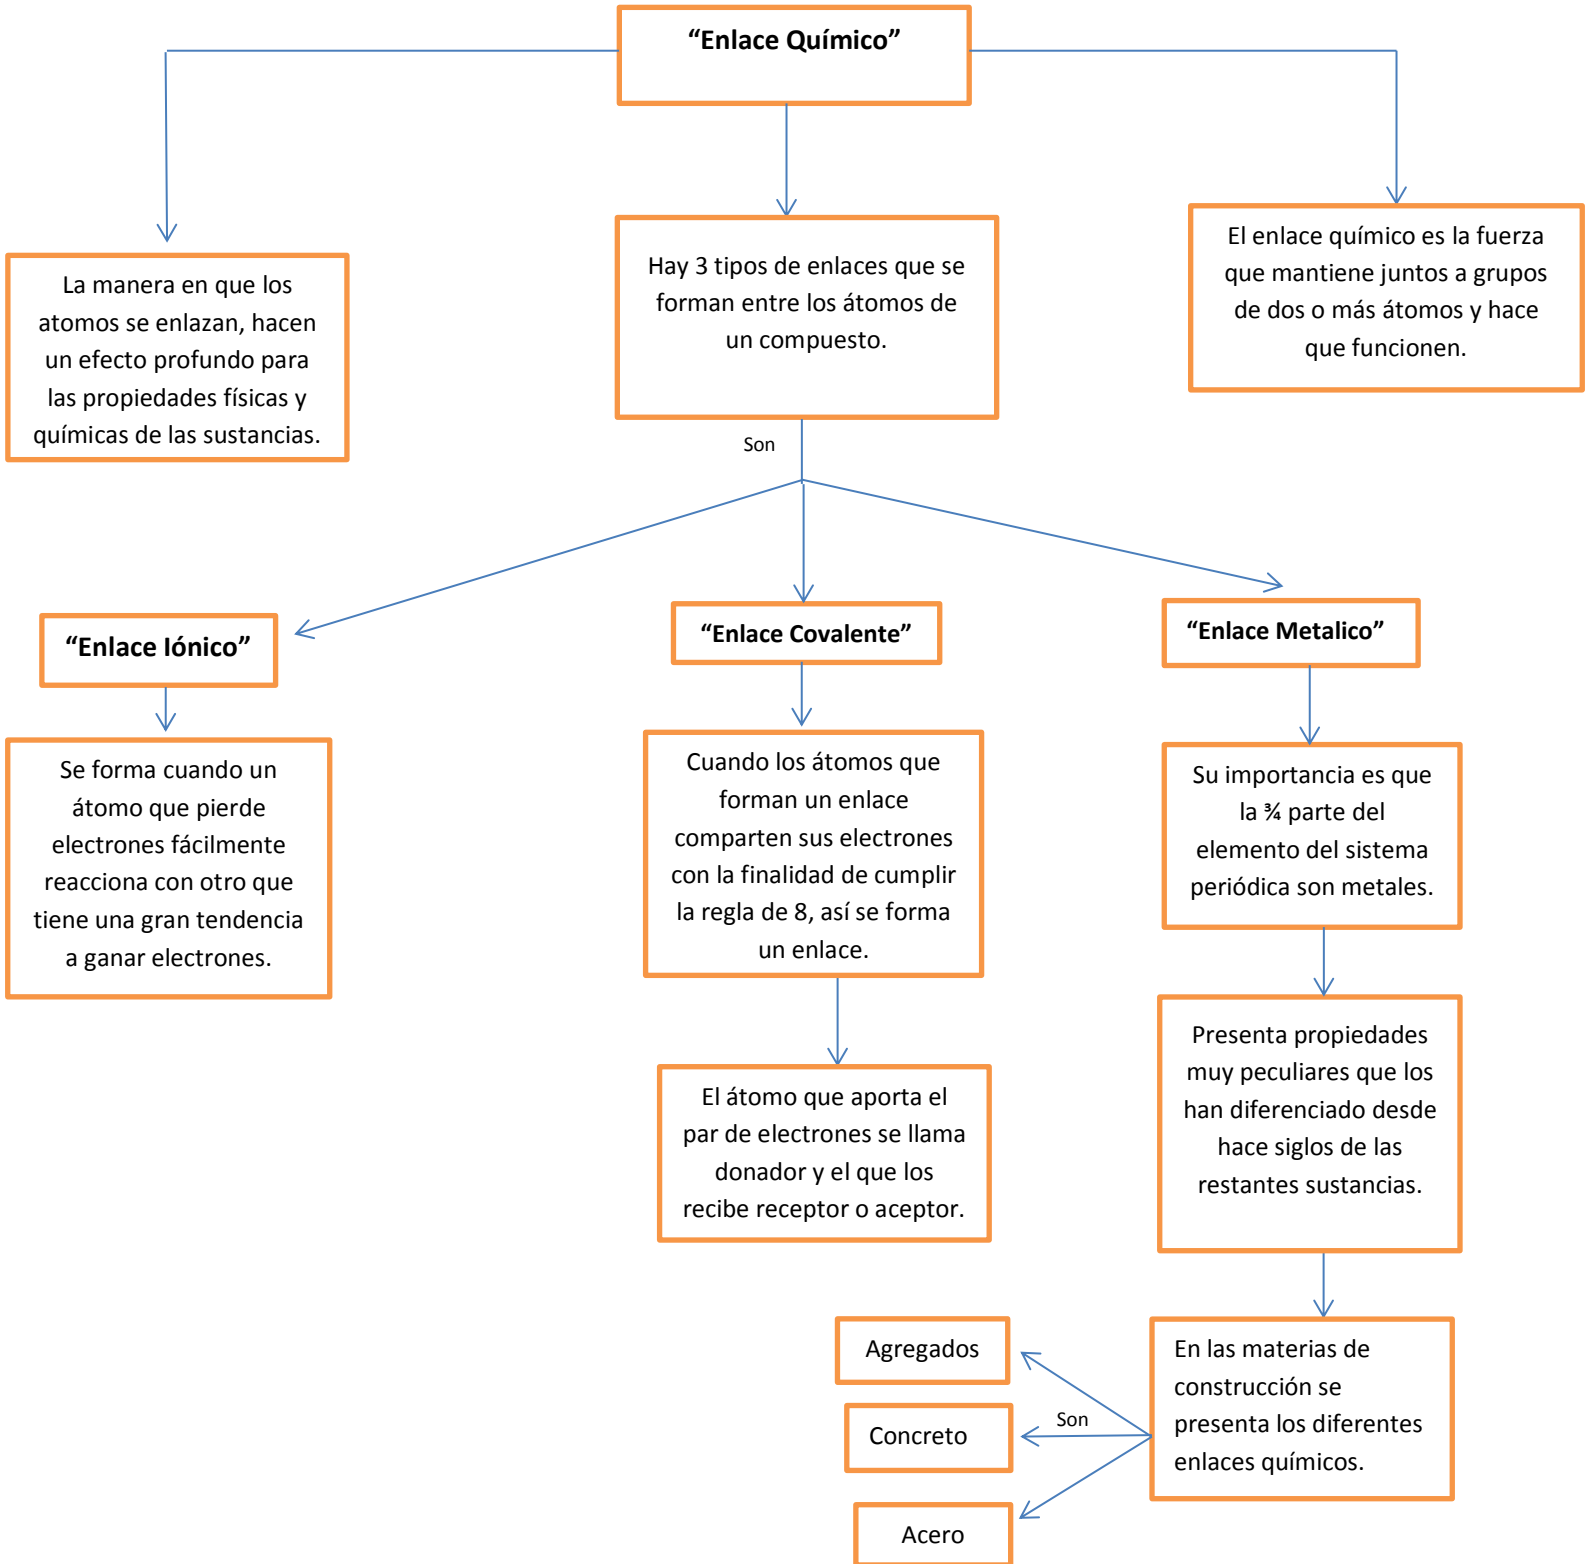 “Enlace Químico”
La manera en que los
atomos se enlazan, hacen
un efecto profundo para
las propiedades físicas y
químicas de las sustancias.
Hay 3 tipos de enlaces que se
forman entre los átomos de
un compuesto.
El enlace químico es la fuerza
que mantiene juntos a grupos
de dos o más átomos y hace
que funcionen.
Son
“Enlace Iónico”
“Enlace Covalente”
“Enlace Metalico”
Se forma cuando un
átomo que pierde
electrones fácilmente
reacciona con otro que
tiene una gran tendencia
a ganar electrones.
Cuando los átomos que
forman un enlace
comparten sus electrones
con la finalidad de cumplir
la regla de 8, así se forma
un enlace.
Su importancia es que
la ¾ parte del
elemento del sistema
periódica son metales.
El átomo que aporta el
par de electrones se llama
donador y el que los
recibe receptor o aceptor.
Presenta propiedades
muy peculiares que los
han diferenciado desde
hace siglos de las
restantes sustancias.
En las materias de
construcción se
presenta los diferentes
enlaces químicos.
Son
Agregados
Concreto
Acero